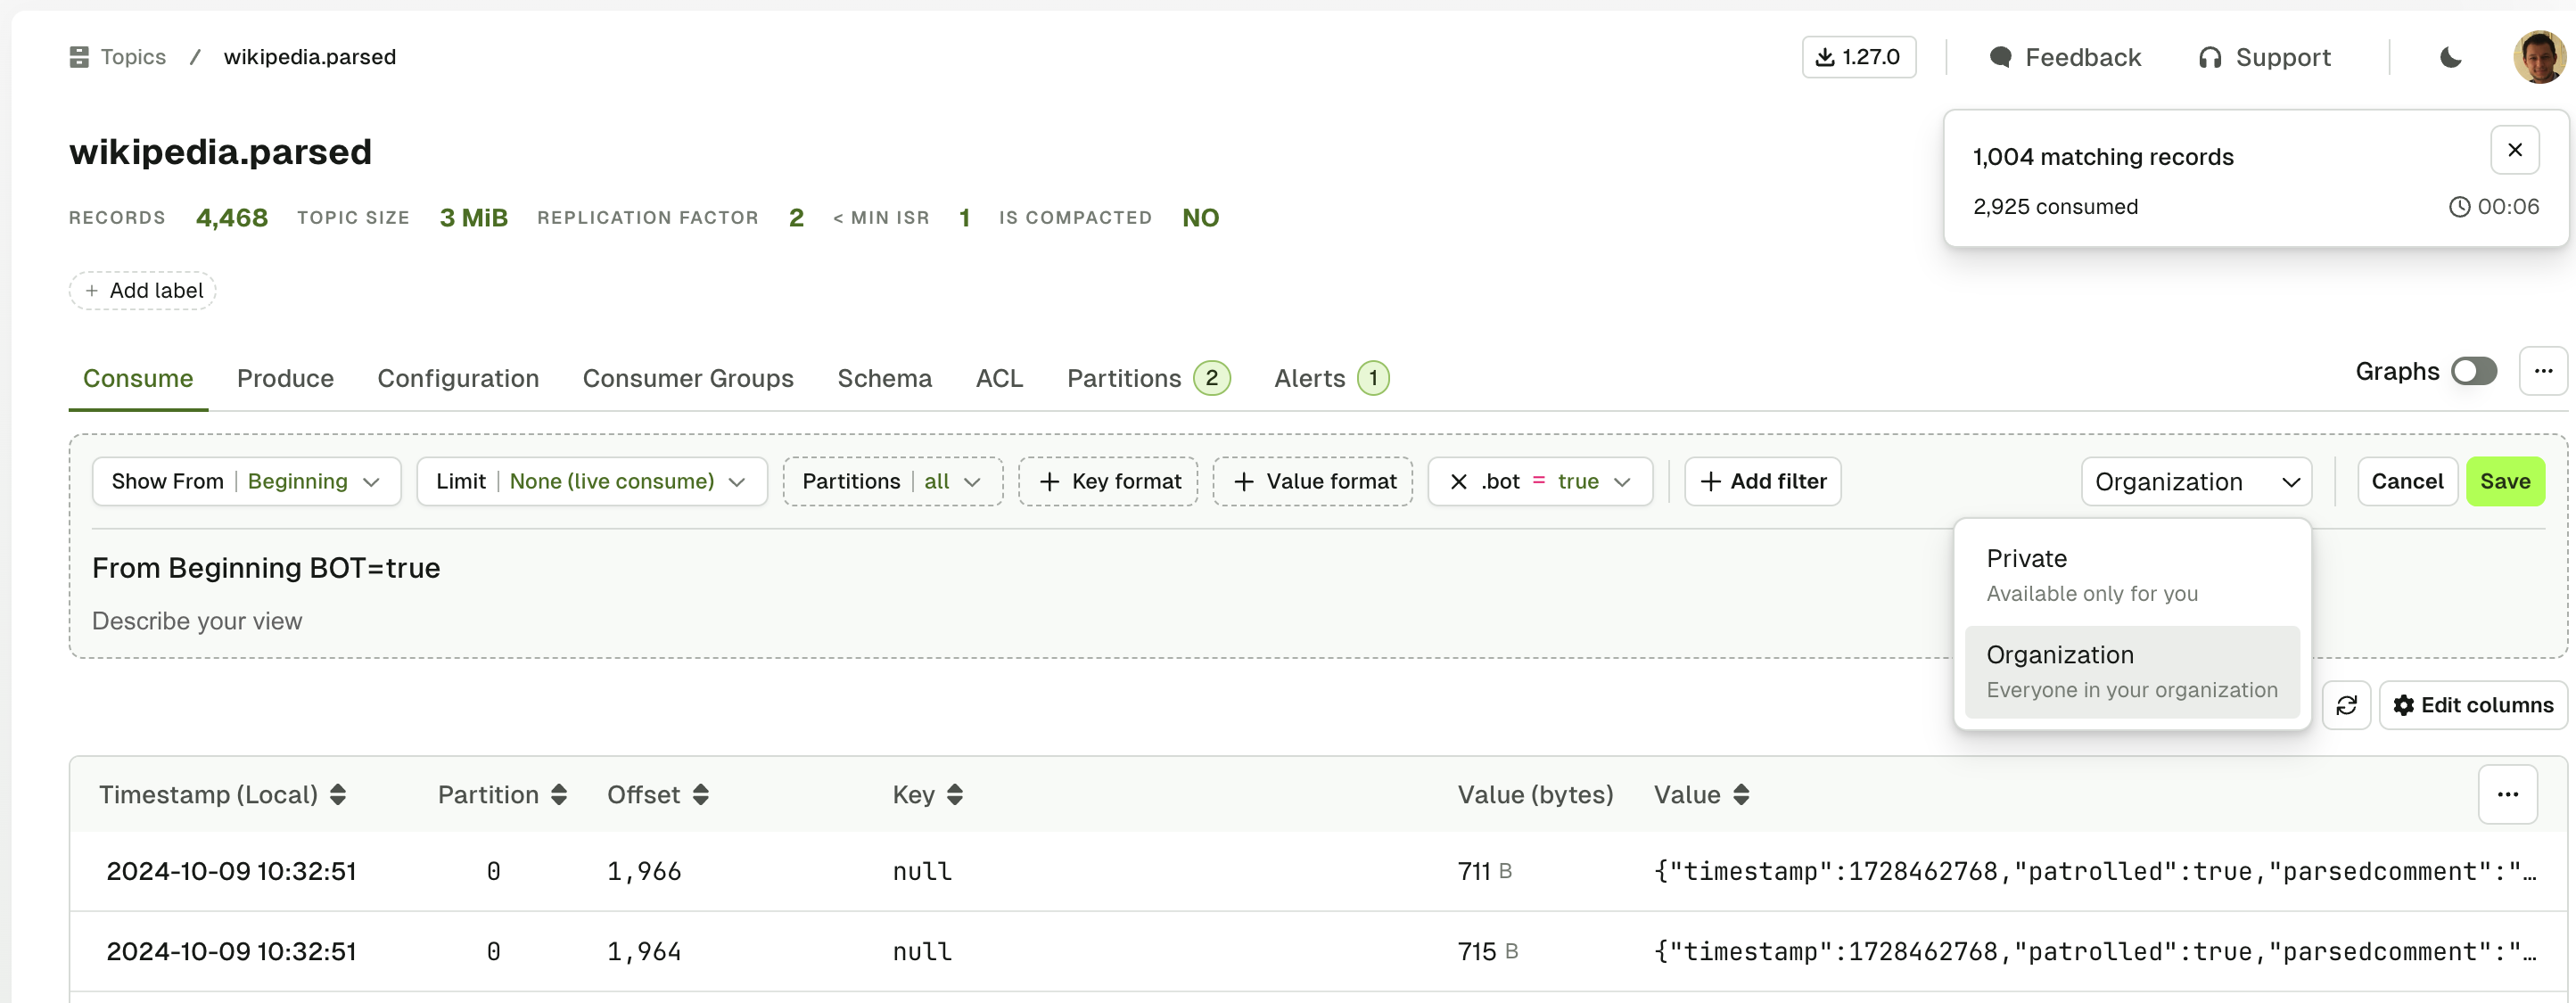 Topics / wikipedia.parsed
1.27.0
Feedback
Support
wikipedia.parsed
1,004 matching records
2,925 consumed
00:06
RECORDS 4,468 TOPIC SIZE 3 MiB REPLICATION FACTOR 2 < MIN ISR 1 IS COMPACTED NO
+ Add label
Consume Produce Configuration Consumer Groups Schema ACL Partitions 2 Alerts 1
Graphs
...
Show From | Beginning
Limit | None (live consume)
Partitions | all
+ Key format
+ Value format
.bot = true
+ Add filter
Organization
Cancel
Save
From Beginning BOT=true
Describe your view
Private
Available only for you
Organization
Everyone in your organization
Edit columns
Timestamp (Local) Partition Offset Key Value (bytes) Value ...
2024-10-09 10:32:51 0 1,966 null 711 B {"timestamp":1728462768,"patrolled":true,"parsedcomment":"…
2024-10-09 10:32:51 0 1,964 null 715 B {"timestamp":1728462768,"patrolled":true,"parsedcomment":"…